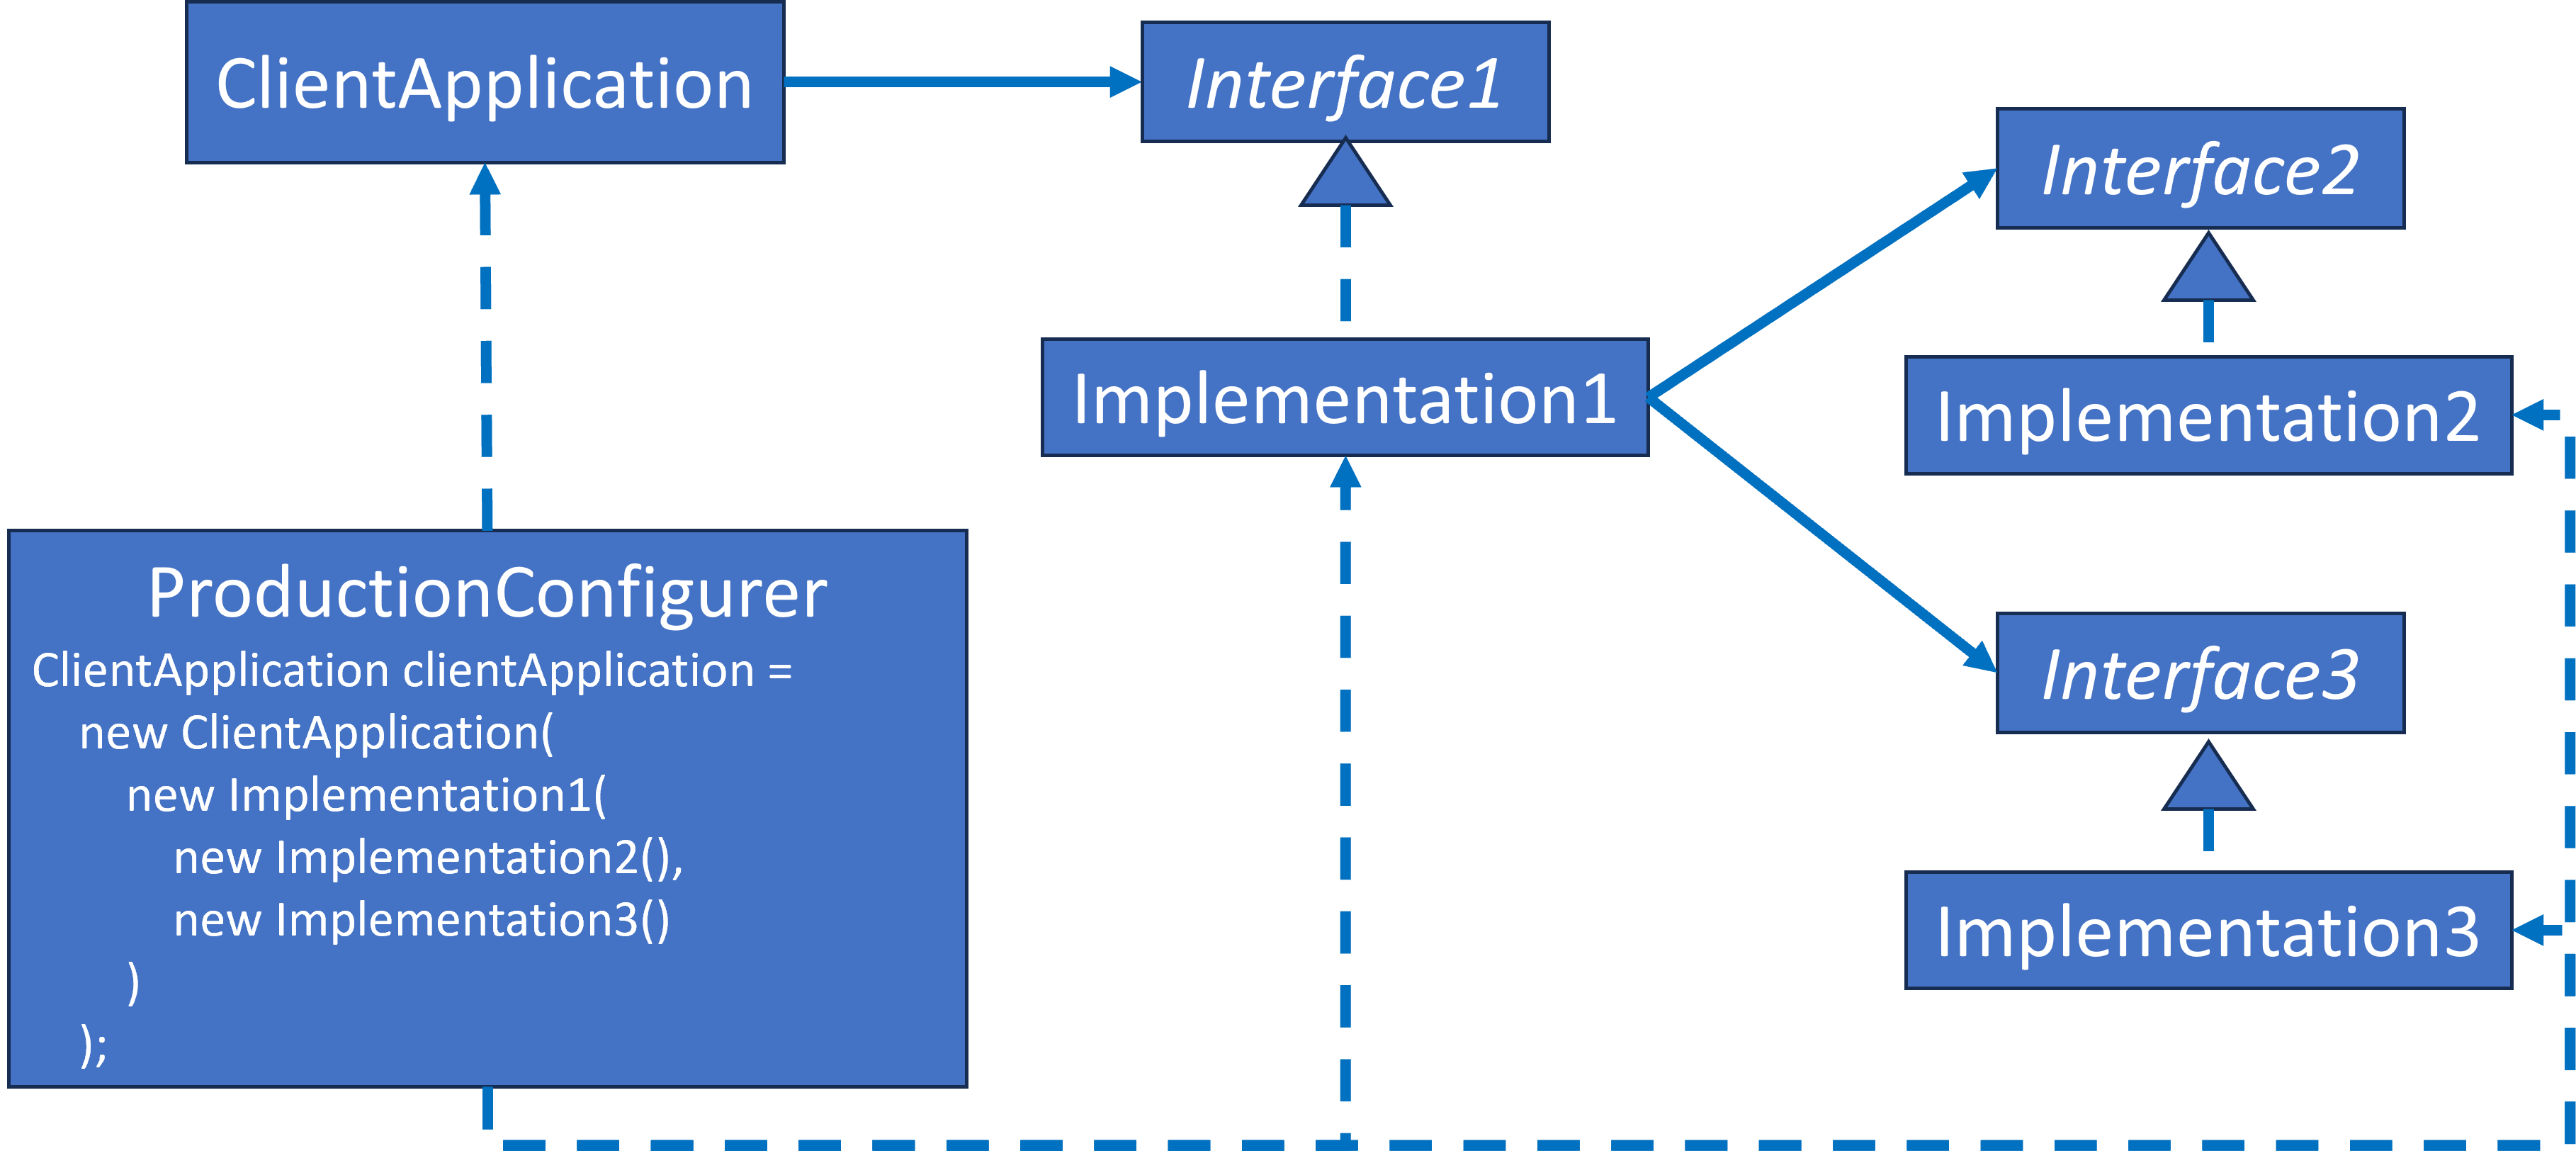 ClientApplication
Interface1
Interface2
Implementation1
Implementation2
ProductionConfigurer
ClientApplication clientApplication =
new ClientApplication(
new Implementation1(
new Implementation2(),
new Implementation3()
)
);
Interface3
Implementation3